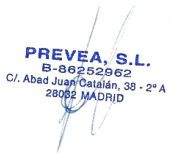 PREVEA, S.L.
B-86252962
C/. Abad Juan Catalán, 38 - 2º A
28032 MADRID